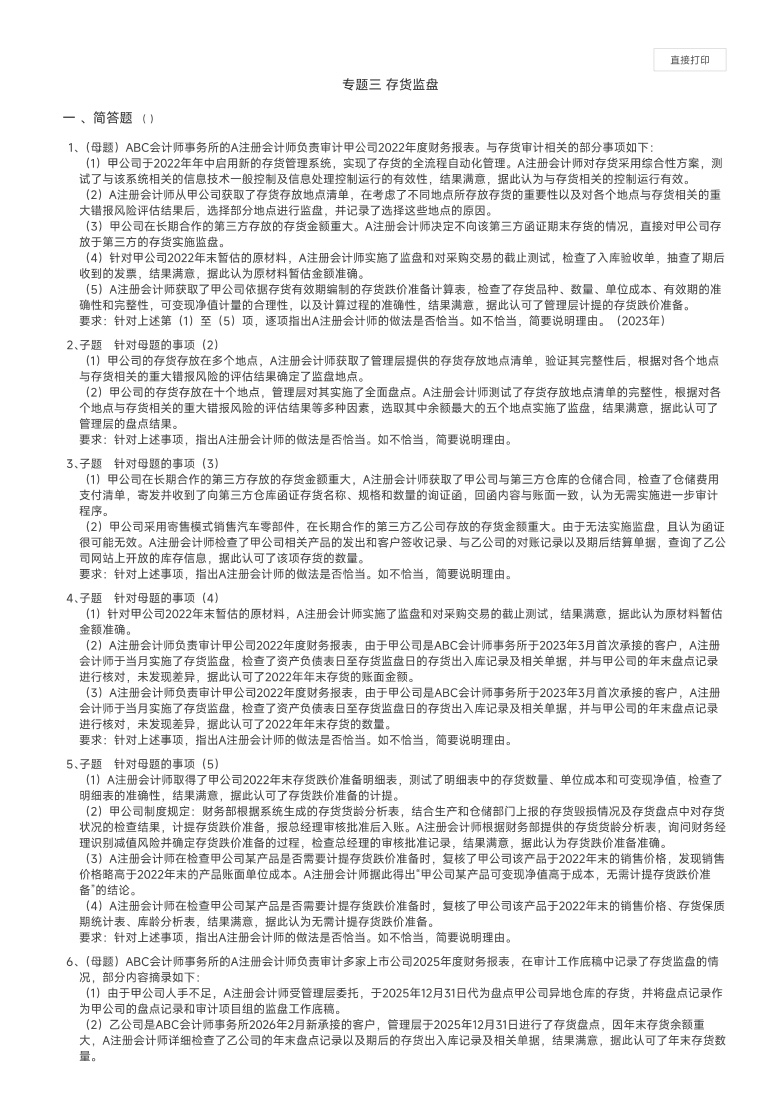 直接打印
专题三 存货监盘
一 、简答题 （ ）
1、（母题）ABC会计师事务所的A注册会计师负责审计甲公司2022年度财务报表。与存货审计相关的部分事项如下：
（1）甲公司于2022年年中启用新的存货管理系统，实现了存货的全流程自动化管理。A注册会计师对存货采用综合性方案，测
试了与该系统相关的信息技术一般控制及信息处理控制运行的有效性，结果满意，据此认为与存货相关的控制运行有效。
（2）A注册会计师从甲公司获取了存货存放地点清单，在考虑了不同地点所存放存货的重要性以及对各个地点与存货相关的重
大错报风险评估结果后，选择部分地点进行监盘，并记录了选择这些地点的原因。
（3）甲公司在长期合作的第三方存放的存货金额重大。A注册会计师决定不向该第三方函证期末存货的情况，直接对甲公司存
放于第三方的存货实施监盘。
（4）针对甲公司2022年末暂估的原材料，A注册会计师实施了监盘和对采购交易的截止测试，检查了入库验收单，抽查了期后
收到的发票，结果满意，据此认为原材料暂估金额准确。
（5）A注册会计师获取了甲公司依据存货有效期编制的存货跌价准备计算表，检查了存货品种、数量、单位成本、有效期的准
确性和完整性，可变现净值计量的合理性，以及计算过程的准确性，结果满意，据此认可了管理层计提的存货跌价准备。
要求：针对上述第（1）至（5）项，逐项指出A注册会计师的做法是否恰当。如不恰当，简要说明理由。（2023年）
2、子题　针对母题的事项（2）
（1）甲公司的存货存放在多个地点，A注册会计师获取了管理层提供的存货存放地点清单，验证其完整性后，根据对各个地点
与存货相关的重大错报风险的评估结果确定了监盘地点。
（2）甲公司的存货存放在十个地点，管理层对其实施了全面盘点。A注册会计师测试了存货存放地点清单的完整性，根据对各
个地点与存货相关的重大错报风险的评估结果等多种因素，选取其中余额最大的五个地点实施了监盘，结果满意，据此认可了
管理层的盘点结果。
要求：针对上述事项，指出A注册会计师的做法是否恰当。如不恰当，简要说明理由。
3、子题　针对母题的事项（3）
（1）甲公司在长期合作的第三方存放的存货金额重大，A注册会计师获取了甲公司与第三方仓库的仓储合同，检查了仓储费用
支付清单，寄发并收到了向第三方仓库函证存货名称、规格和数量的询证函，回函内容与账面一致，认为无需实施进一步审计
程序。
（2）甲公司采用寄售模式销售汽车零部件，在长期合作的第三方乙公司存放的存货金额重大。由于无法实施监盘，且认为函证
很可能无效。A注册会计师检查了甲公司相关产品的发出和客户签收记录、与乙公司的对账记录以及期后结算单据，查询了乙公
司网站上开放的库存信息，据此认可了该项存货的数量。
要求：针对上述事项，指出A注册会计师的做法是否恰当。如不恰当，简要说明理由。
4、子题　针对母题的事项（4）
（1）针对甲公司2022年末暂估的原材料，A注册会计师实施了监盘和对采购交易的截止测试，结果满意，据此认为原材料暂估
金额准确。
（2）A注册会计师负责审计甲公司2022年度财务报表，由于甲公司是ABC会计师事务所于2023年3月首次承接的客户，A注册
会计师于当月实施了存货监盘，检查了资产负债表日至存货监盘日的存货出入库记录及相关单据，并与甲公司的年末盘点记录
进行核对，未发现差异，据此认可了2022年年末存货的账面金额。
（3）A注册会计师负责审计甲公司2022年度财务报表，由于甲公司是ABC会计师事务所于2023年3月首次承接的客户，A注册
会计师于当月实施了存货监盘，检查了资产负债表日至存货监盘日的存货出入库记录及相关单据，并与甲公司的年末盘点记录
进行核对，未发现差异，据此认可了2022年年末存货的数量。
要求：针对上述事项，指出A注册会计师的做法是否恰当。如不恰当，简要说明理由。
5、子题　针对母题的事项（5）
（1）A注册会计师取得了甲公司2022年末存货跌价准备明细表，测试了明细表中的存货数量、单位成本和可变现净值，检查了
明细表的准确性，结果满意，据此认可了存货跌价准备的计提。
（2）甲公司制度规定：财务部根据系统生成的存货货龄分析表，结合生产和仓储部门上报的存货毁损情况及存货盘点中对存货
状况的检查结果，计提存货跌价准备，报总经理审核批准后入账。A注册会计师根据财务部提供的存货货龄分析表，询问财务经
理识别减值风险并确定存货跌价准备的过程，检查总经理的审核批准记录，结果满意，据此认为存货跌价准备准确。
（3）A注册会计师在检查甲公司某产品是否需要计提存货跌价准备时，复核了甲公司该产品于2022年末的销售价格，发现销售
价格略高于2022年末的产品账面单位成本。A注册会计师据此得出“甲公司某产品可变现净值高于成本，无需计提存货跌价准
备”的结论。
（4）A注册会计师在检查甲公司某产品是否需要计提存货跌价准备时，复核了甲公司该产品于2022年末的销售价格、存货保质
期统计表、库龄分析表，结果满意，据此认为无需计提存货跌价准备。
要求：针对上述事项，指出A注册会计师的做法是否恰当。如不恰当，简要说明理由。
6、（母题）ABC会计师事务所的A注册会计师负责审计多家上市公司2025年度财务报表，在审计工作底稿中记录了存货监盘的情
况，部分内容摘录如下：
（1）由于甲公司人手不足，A注册会计师受管理层委托，于2025年12月31日代为盘点甲公司异地仓库的存货，并将盘点记录作
为甲公司的盘点记录和审计项目组的监盘工作底稿。
（2）乙公司是ABC会计师事务所2026年2月新承接的客户，管理层于2025年12月31日进行了存货盘点，因年末存货余额重
大，A注册会计师详细检查了乙公司的年末盘点记录以及期后的存货出入库记录及相关单据，结果满意，据此认可了年末存货数
量。